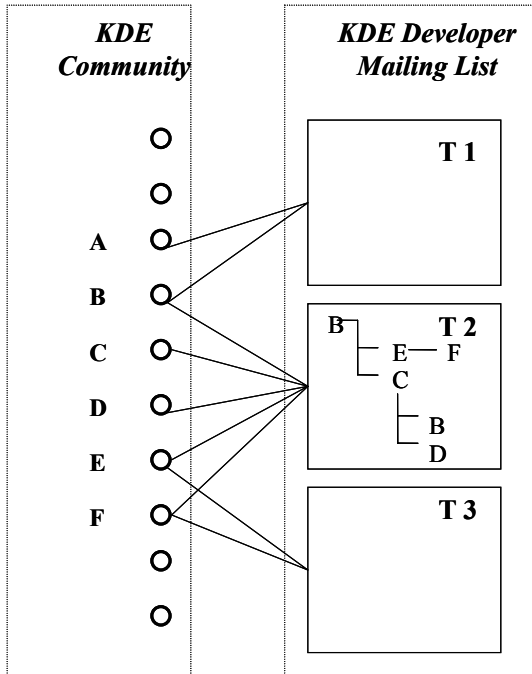 KDE
Community
KDE Developer
Mailing List
A
B
C
D
E
F
T 1
T 2
B
E
F
C
B
D
T 3